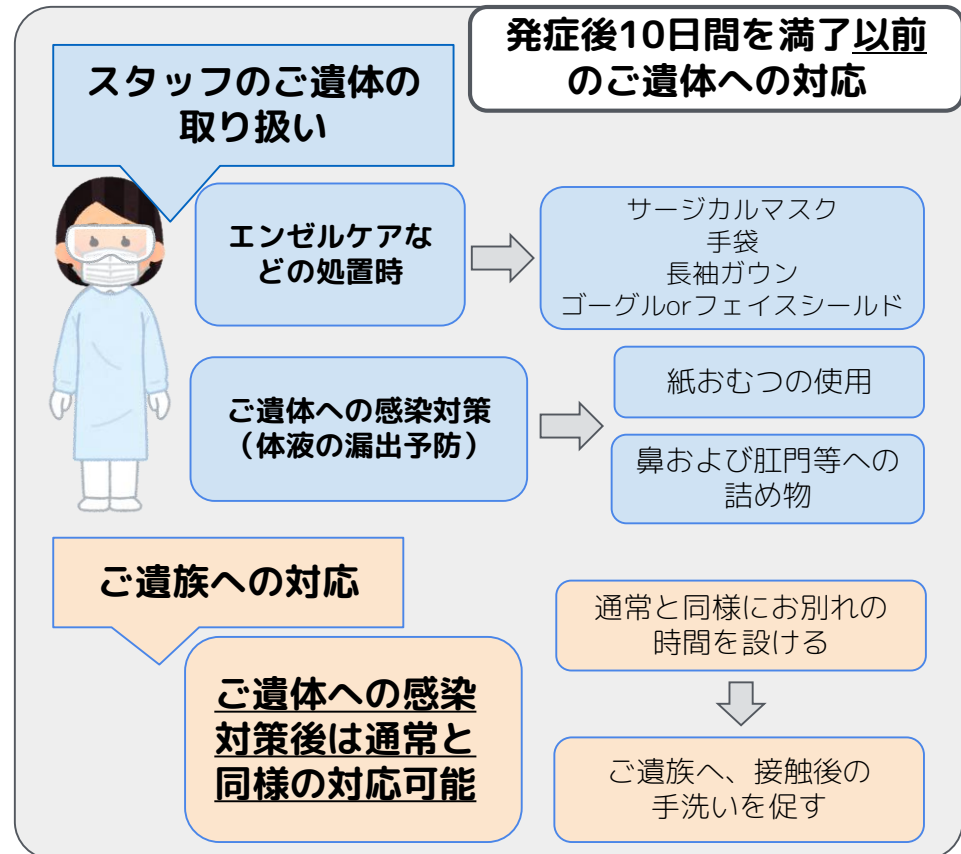 発症後10日間を満了以前
のご遺体への対応
スタッフのご遺体の
取り扱い
エンゼルケアな
どの処置時
サージカルマスク
手袋
長袖ガウン
ゴーグルorフェイスシールド
ご遺体への感染対策
（体液の漏出予防）
紙おむつの使用
鼻および肛門等への
詰め物
ご遺族への対応
ご遺体への感染
対策後は通常と
同様の対応可能
通常と同様にお別れの
時間を設ける
ご遺族へ、接触後の
手洗いを促す